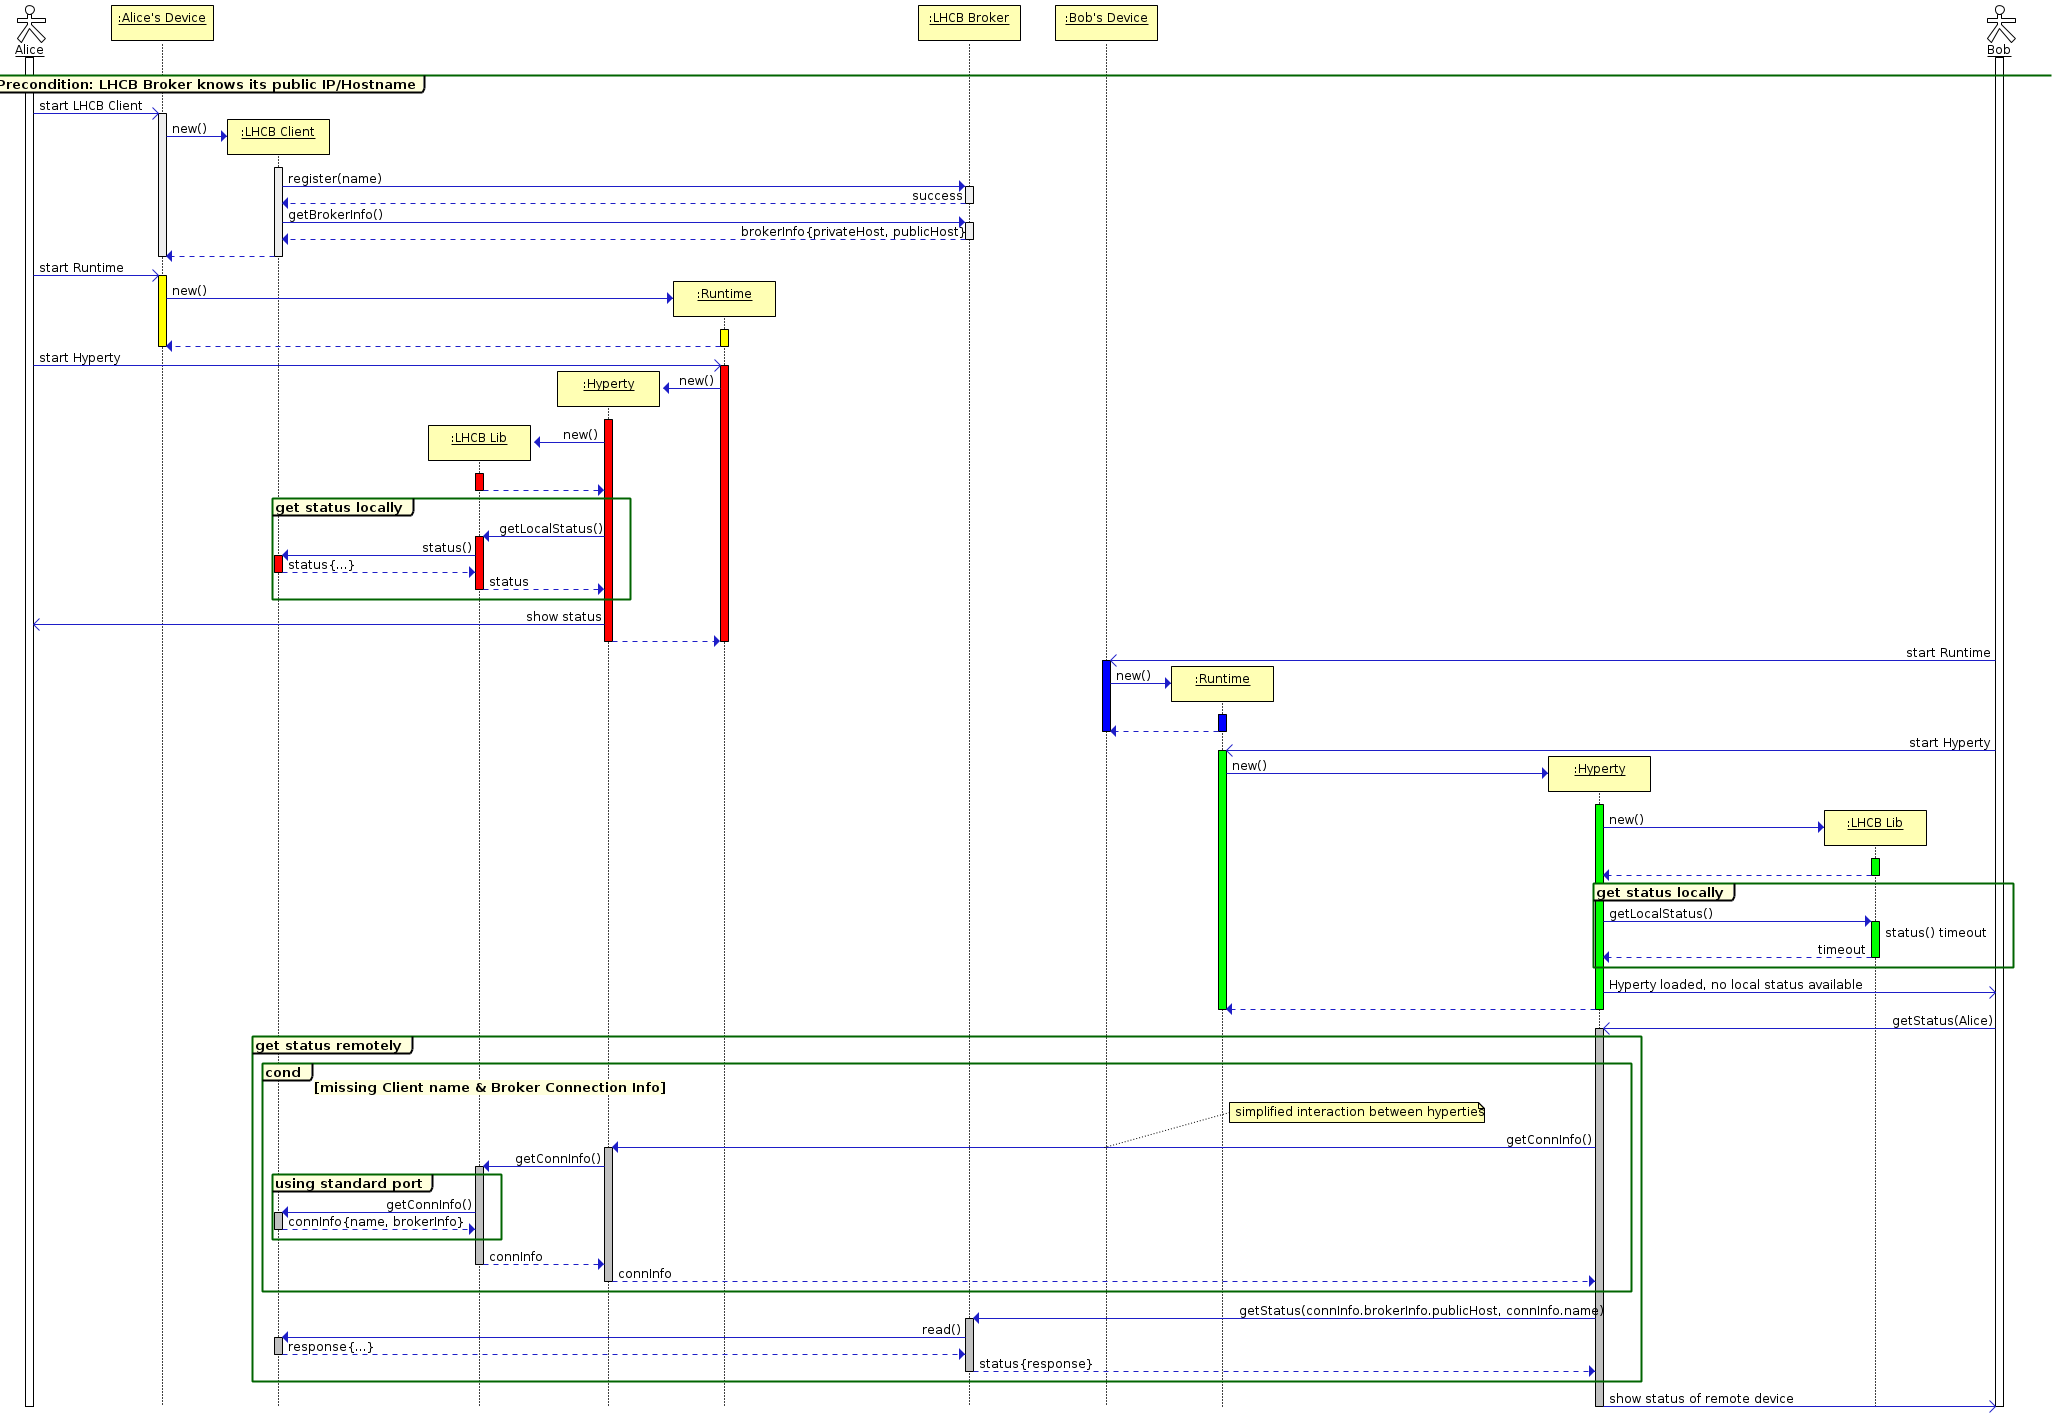 :Alice's Device
:LHCB Broker
:Bob's Device
Alice
Bob
Precondition: LHCB Broker knows its public IP/Hostname
start LHCB Client
new()
:LHCB Client
register(name)
success
getBrokerInfo()
brokerInfo{privateHost, publicHost}
start Runtime
new()
:Runtime
start Hyperty
:Hyperty
new()
:LHCB Lib
new()
get status locally
getLocalStatus()
status()
status{...}
status
show status
start Runtime
new()
:Runtime
start Hyperty
new()
:Hyperty
new()
:LHCB Lib
get status locally
getLocalStatus()
status() timeout
timeout
Hyperty loaded, no local status available
getStatus(Alice)
get status remotely
cond
[missing Client name & Broker Connection Info]
simplified interaction between hyperties
getConnInfo()
getConnInfo()
using standard port
getConnInfo()
connInfo{name, brokerInfo}
connInfo
connInfo
getStatus(connInfo.brokerInfo.publicHost, connInfo.name)
read()
response{...}
status{response}
show status of remote device